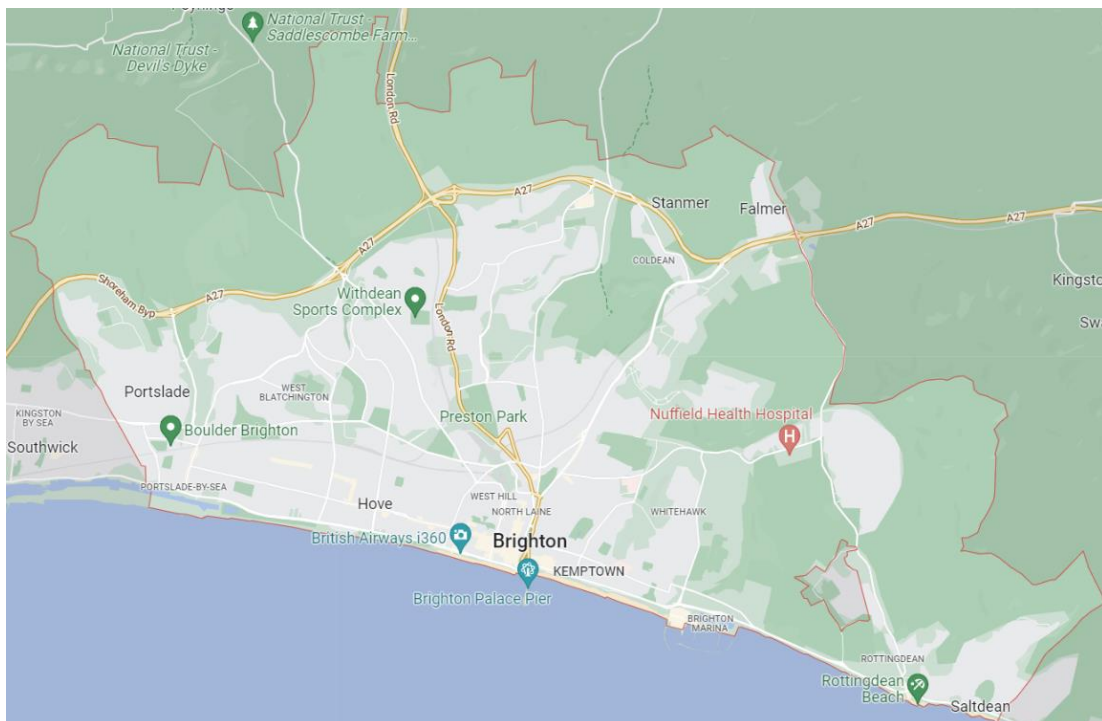 National Trust -
Saddlescombe Farm...
National Trust -
Devil's Dyke
London Rd
A27
Stanmer
Falmer
A27
A27
A27
COLDEAN
Kingsto
Shoreham Byp
A27
Withdean
Sports Complex
London Rd
Swa
Portslade
WEST
BLATCHINGTON
KINGSTON
BY SEA
Preston Park
Nuffield Health Hospital
H
Boulder Brighton
Southwick
PORTSLADE-BY-SEA
Hove
WEST HILL
NORTH LAINE
WHITEHAWK
British Airways i360
Brighton
KEMPTOWN
Brighton Palace Pier
BRIGHTON
MARINA
ROTTINGDEAN
Rottingdean
Beach
Saltdean